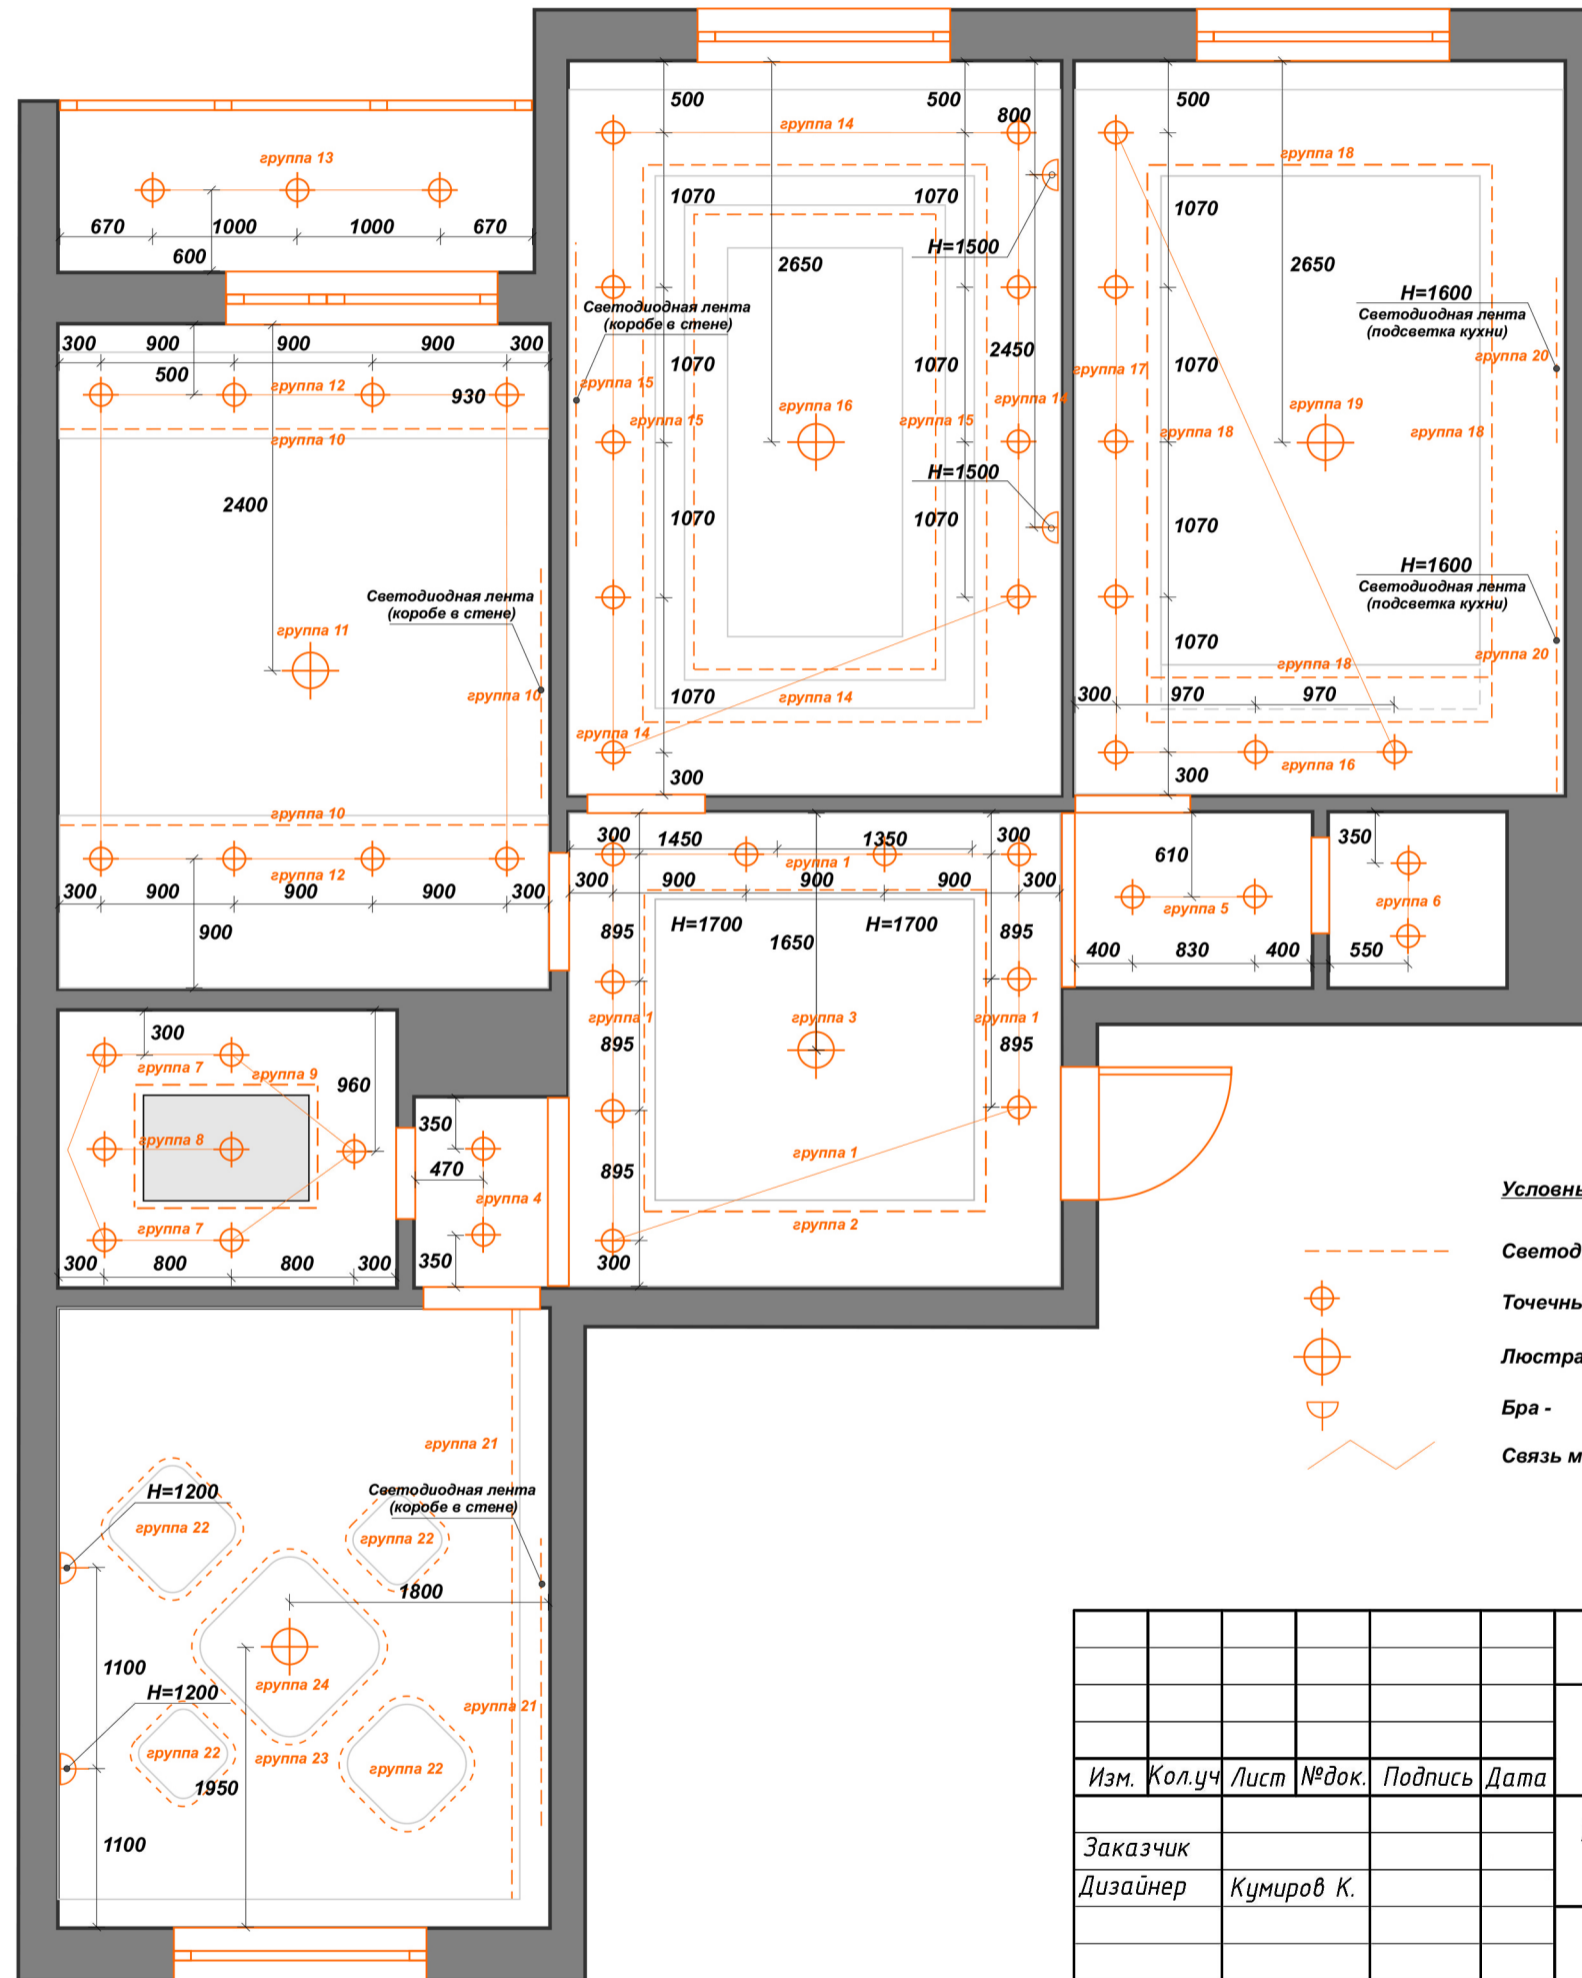 группа 13
670
1000
1000
670
600
300
900
900
900
300
500
группа 12
930
группа 10
2400
Светодиодная лента
(коробе в стене)
группа 11
группа 10
группа 10
группа 12
300
900
900
900
300
900
500
500
800
группа 14
1070
1070
H=1500
2650
Светодиодная лента
(коробе в стене)
2450
1070
1070
группа 15
группа 15
группа 16
группа 15
группа 14
H=1500
1070
1070
1070
группа 14
группа 14
300
500
группа 18
1070
2650
H=1600
Светодиодная лента
(подсветка кухни)
группа 20
группа 17
1070
группа 19
группа 18
группа 18
1070
H=1600
Светодиодная лента
(подсветка кухни)
1070
группа 20
группа 18
300
970
970
группа 16
300
300
1450
1350
300
группа 1
300
900
900
900
300
895
H=1700
H=1700
895
1650
группа 1
группа 3
группа 1
895
895
группа 1
895
группа 2
300
610
группа 5
400
830
400
350
группа 6
550
300
группа 7
группа 9
960
группа 8
группа 7
300
800
800
300
350
470
группа 4
350
группа 21
Светодиодная лента
(коробе в стене)
H=1200
группа 22
группа 22
1800
1100
H=1200
группа 24
группа 21
группа 22
группа 23
группа 22
1950
1100
Условны
Светод
Точечны
Люстра
Бра -
Связь м
Изм. Кол.уч Лист №док. Подпись Дата
Заказчик
Дизайнер Кумиров К.